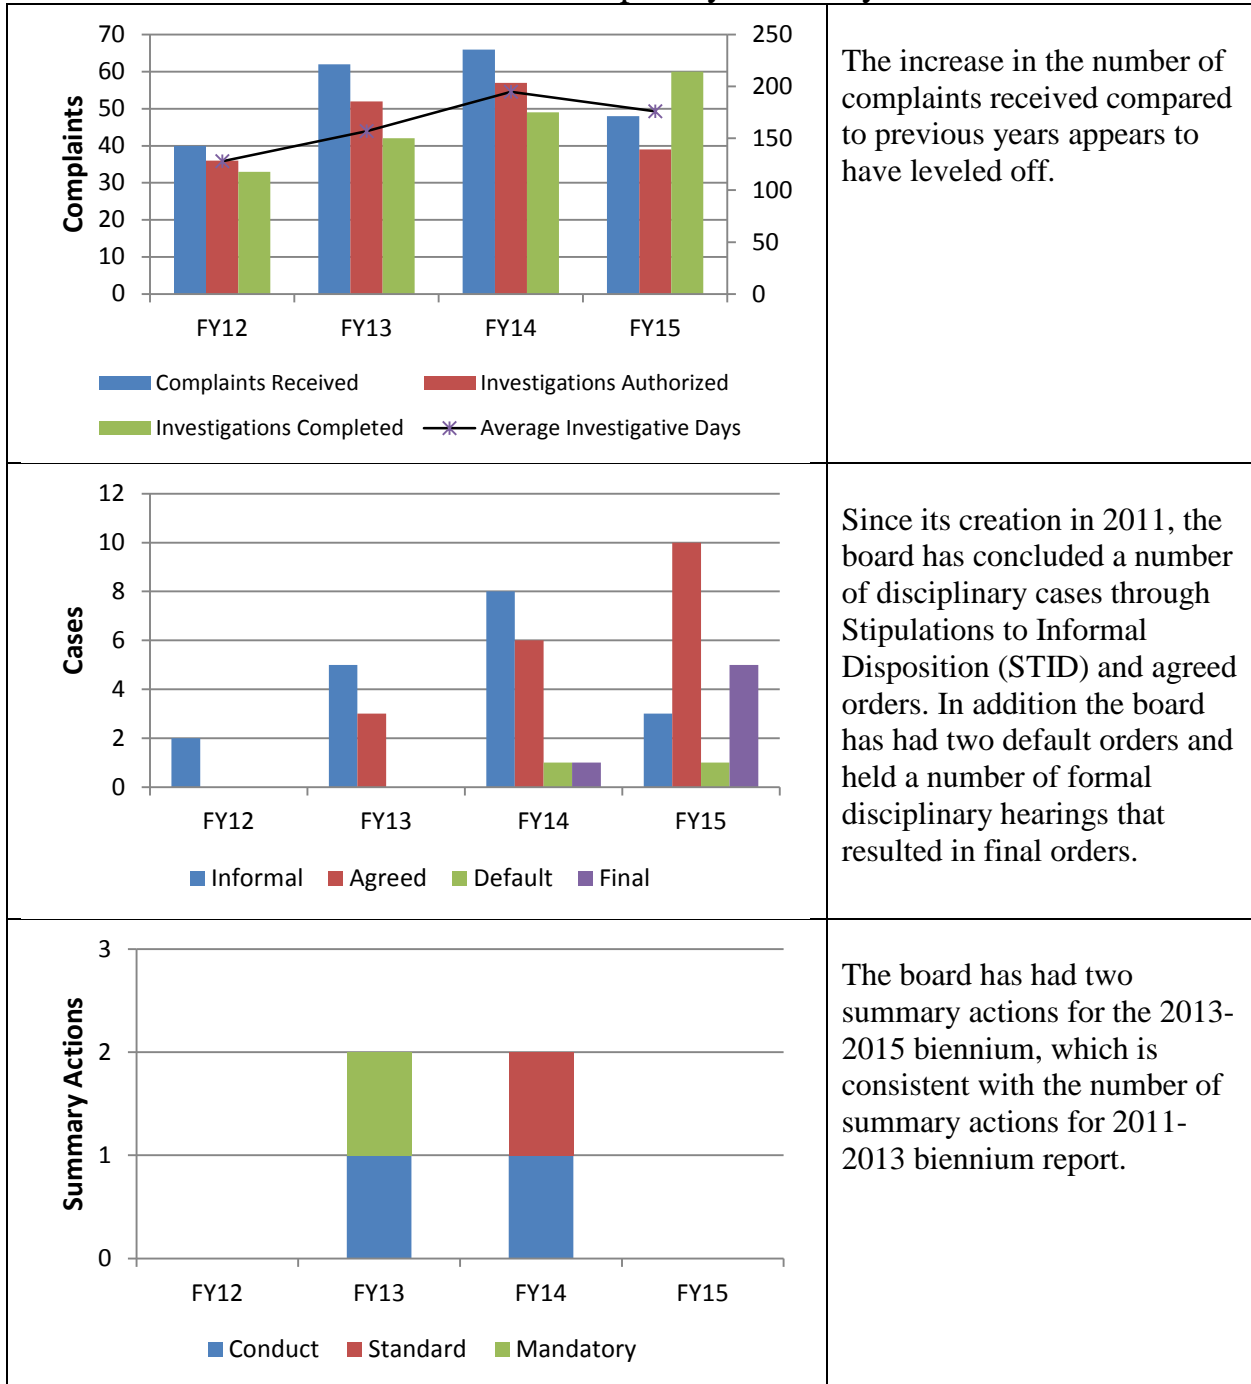 70
60
50
40
30
20
10
0
Complaints
250
200
150
100
50
0
FY12 FY13 FY14 FY15
Complaints Received Investigations Authorized
Investigations Completed Average Investigative Days
The increase in the number of
complaints received compared
to previous years appears to
have leveled off.
12
10
8
6
4
2
0
Cases
FY12 FY13 FY14 FY15
Informal Agreed Default Final
Since its creation in 2011, the
board has concluded a number
of disciplinary cases through
Stipulations to Informal
Disposition (STID) and agreed
orders. In addition the board
has had two default orders and
held a number of formal
disciplinary hearings that
resulted in final orders.
3
2
1
0
Summary Actions
FY12 FY13 FY14 FY15
Conduct Standard Mandatory
The board has had two
summary actions for the 2013-
2015 biennium, which is
consistent with the number of
summary actions for 2011-
2013 biennium report.